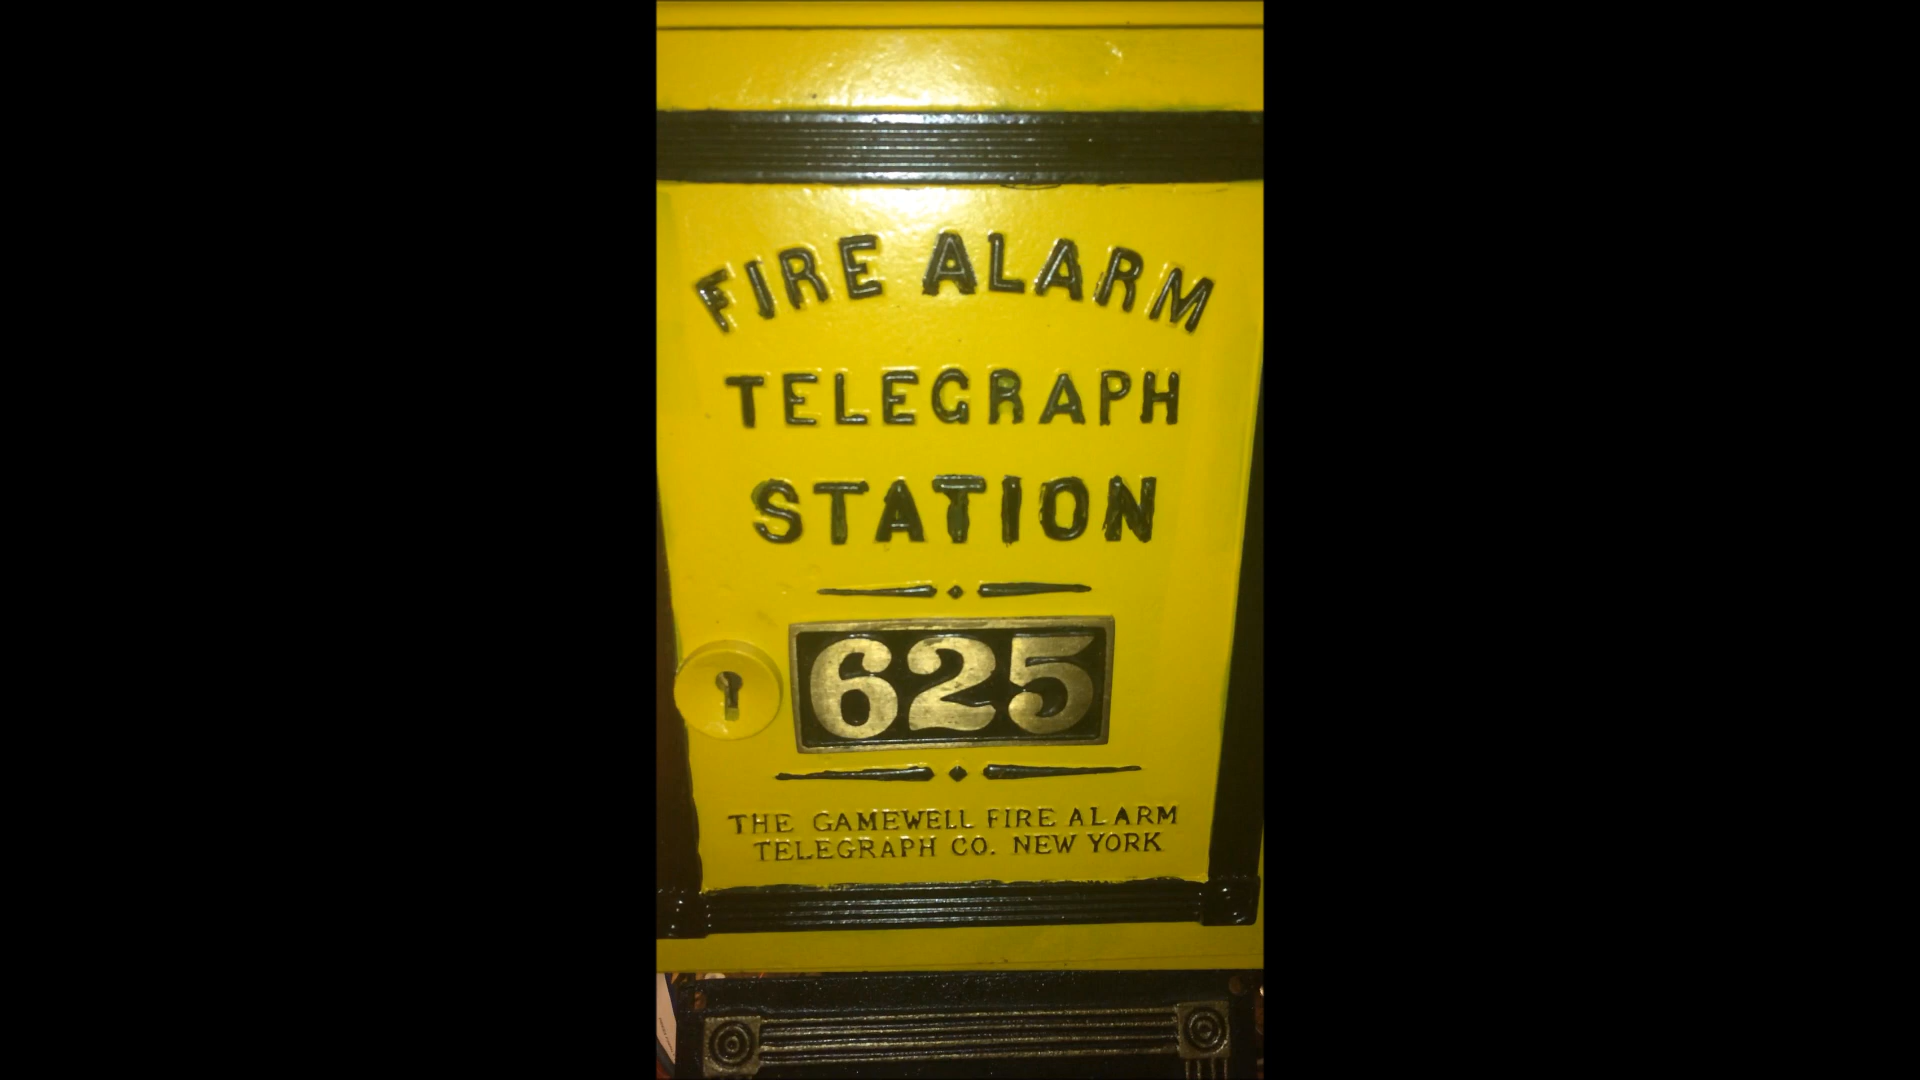 FIRE ALARM
TELEGRAPH
STATION
625
THE GAMEWELL FIRE ALARM
TELEGRAPH CO. NEW YORK